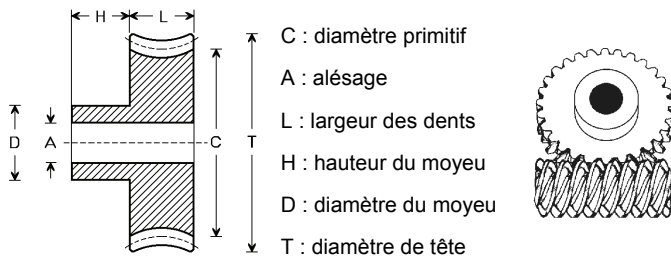 H L
C : diamètre primitif
A : alésage
L : largeur des dents
D A C T
H : hauteur du moyeu
D : diamètre du moyeu
T : diamètre de tête